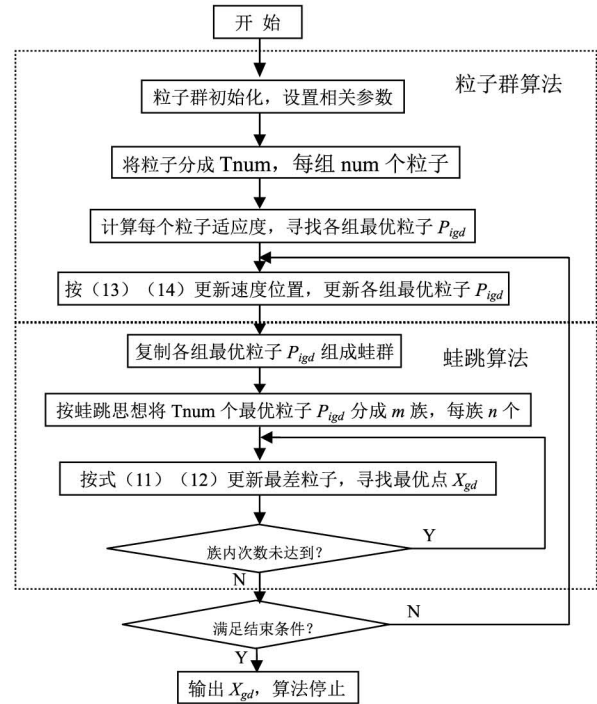 开 始
粒子群算法
粒子群初始化，设置相关参数
将粒子分成 Tnum，每组 num 个粒子
计算每个粒子适应度，寻找各组最优粒子 Pigd
按（13）（14）更新速度位置，更新各组最优粒子 Pigd
复制各组最优粒子 Pigd 组成蛙群
蛙跳算法
按蛙跳思想将 Tnum 个最优粒子 Pigd 分成 m 族，每族 n 个
按式（11）（12）更新最差粒子，寻找最优点 Xgd
族内次数未达到？
Y
N
满足结束条件？
N
Y
输出 Xgd，算法停止